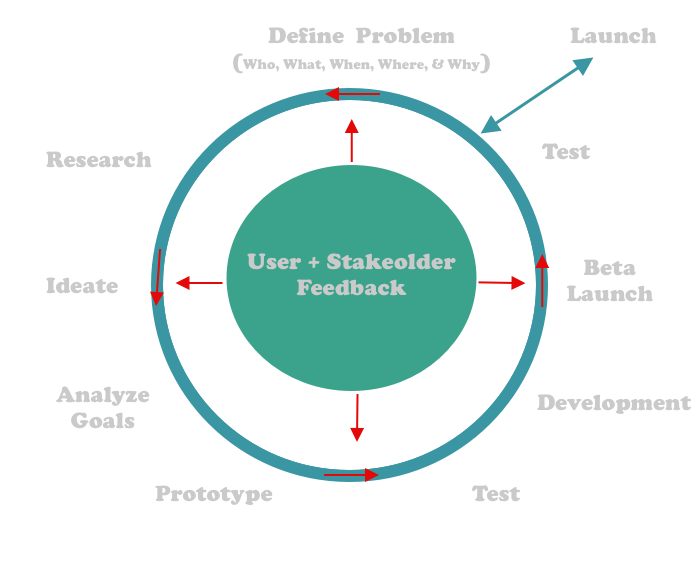 Define Problem
(Who, What, When, Where, & Why)
Launch
Test
Research
User + Stakeolder
Feedback
Beta
Launch
Ideate
Analyze
Goals
Development
Prototype
Test